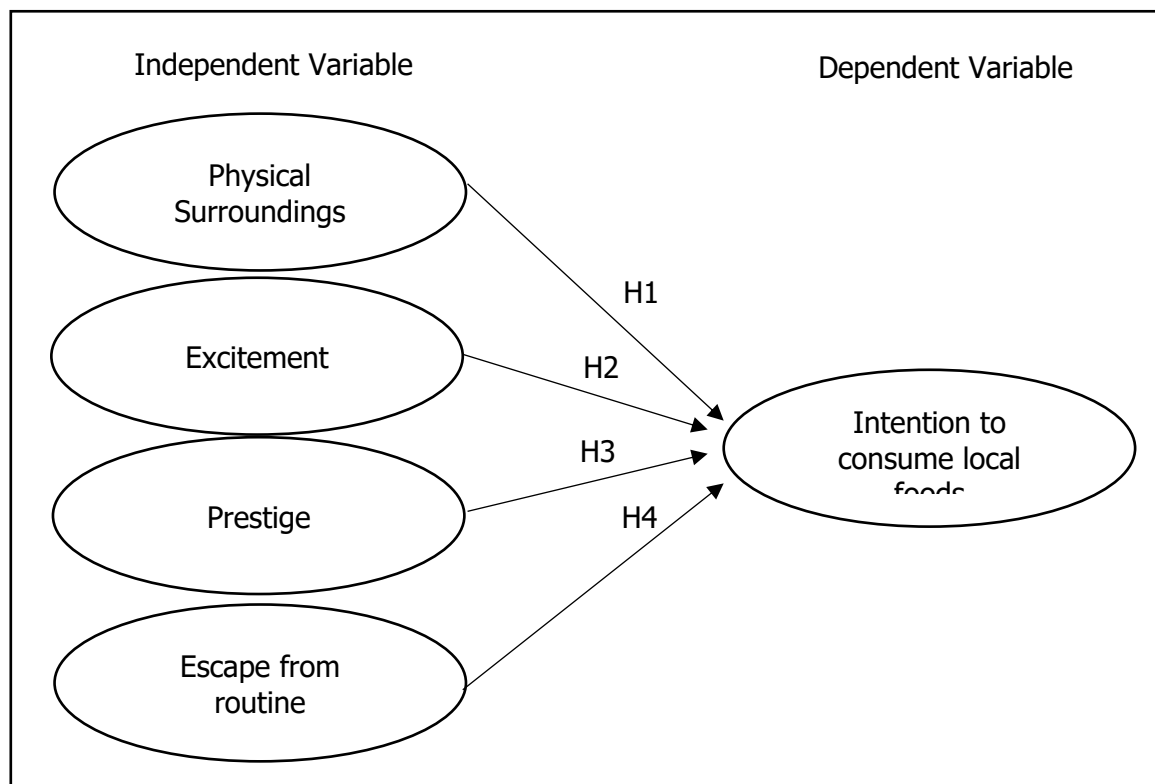 Independent Variable
Dependent Variable
Physical
Surroundings
H1
Excitement
H2
Intention to
consume local
foods
H3
Prestige
H4
Escape from
routine